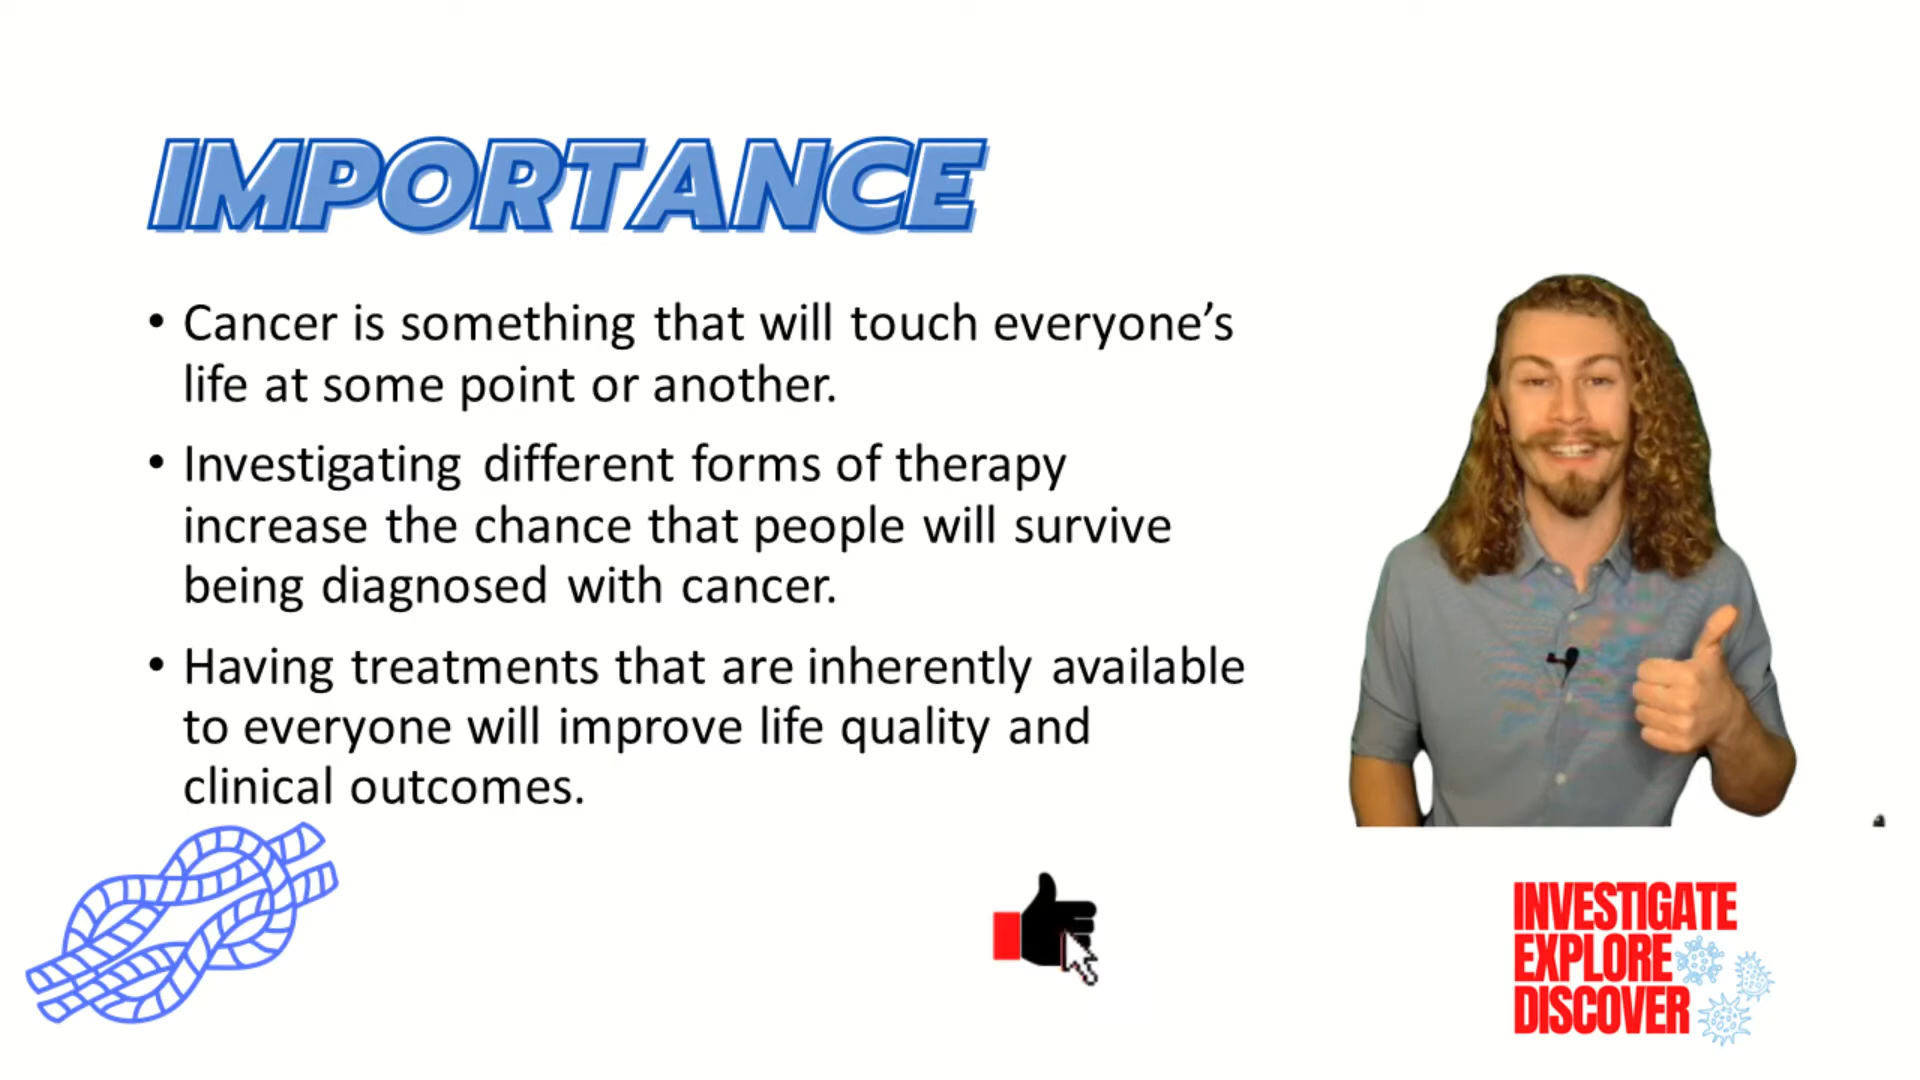 IMPORTANCE
• Cancer is something that will touch everyone’s
life at some point or another.
• Investigating different forms of therapy
increase the chance that people will survive
being diagnosed with cancer.
• Having treatments that are inherently available
to everyone will improve life quality and
clinical outcomes.
INVESTIGATE
EXPLORE
DISCOVER